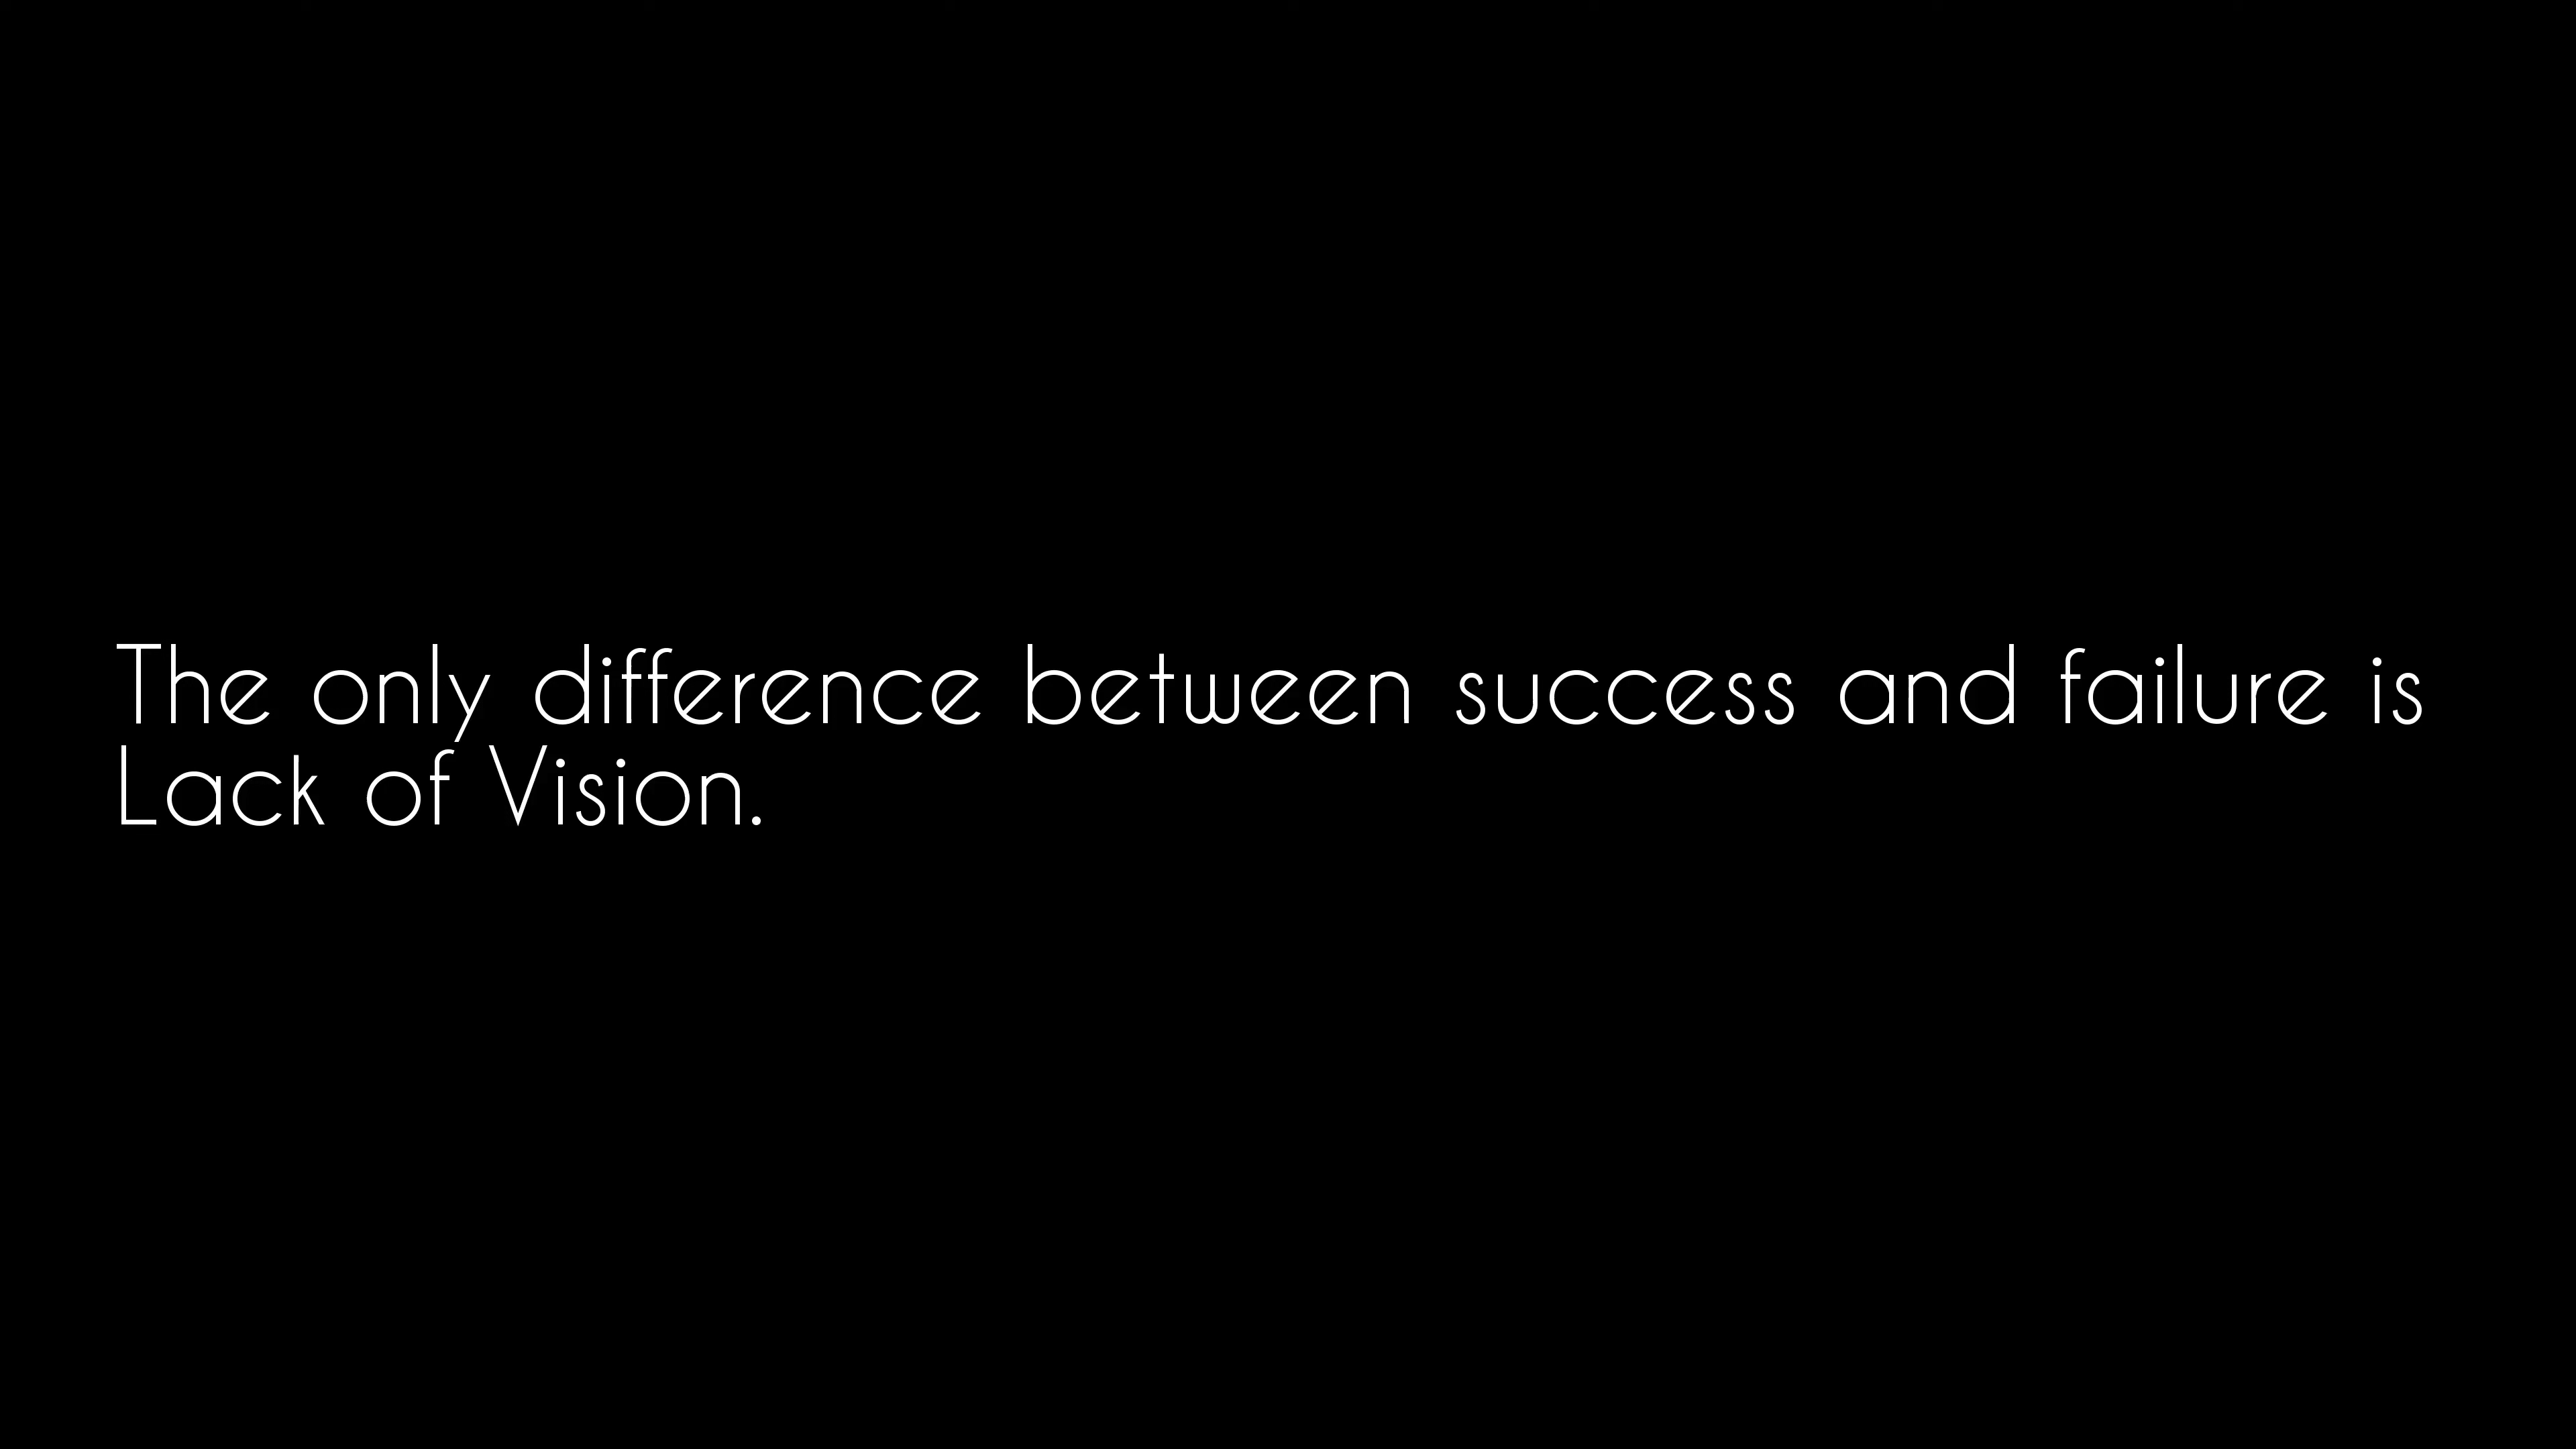 The only difference between success and failure is
Lack of Vision.